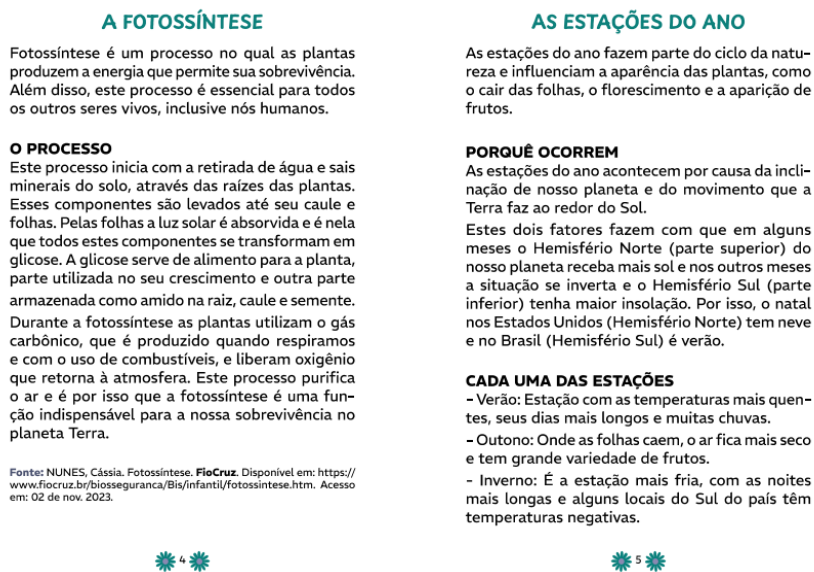 A FOTOSSÍNTESE
Fotossíntese é um processo no qual as plantas
produzem a energia que permite sua sobrevivência.
Além disso, este processo é essencial para todos
os outros seres vivos, inclusive nós humanos.
O PROCESSO
Este processo inicia com a retirada de água e sais
minerais do solo, através das raízes das plantas.
Esses componentes são levados até seu caule e
folhas. Pelas folhas a luz solar é absorvida e é nela
que todos estes componentes se transformam em
glicose. A glicose serve de alimento para a planta,
parte utilizada no seu crescimento e outra parte
armazenada como amido na raiz, caule e semente.
Durante a fotossíntese as plantas utilizam o gás
carbônico, que é produzido quando respiramos
e com o uso de combustíveis, e liberam oxigênio
que retorna à atmosfera. Este processo purifica
o ar e é por isso que a fotossíntese é uma fun-
ção indispensável para a nossa sobrevivência no
planeta Terra.
Fonte: NUNES, Cássia. Fotossíntese. FioCruz. Disponível em: https://
www.fiocruz.br/biosseguranca/Bis/infantil/fotossintese.htm. Acesso
em: 02 de nov. 2023.
4
AS ESTAÇÕES DO ANO
As estações do ano fazem parte do ciclo da natu-
reza e influenciam a aparência das plantas, como
o cair das folhas, o florescimento e a aparição de
frutos.
PORQUÊ OCORREM
As estações do ano acontecem por causa da incli-
nação de nosso planeta e do movimento que a
Terra faz ao redor do Sol.
Estes dois fatores fazem com que em alguns
meses o Hemisfério Norte (parte superior) do
nosso planeta receba mais sol e nos outros meses
a situação se inverta e o Hemisfério Sul (parte
inferior) tenha maior insolação. Por isso, o natal
nos Estados Unidos (Hemisfério Norte) tem neve
e no Brasil (Hemisfério Sul) é verão.
CADA UMA DAS ESTAÇÕES
- Verão: Estação com as temperaturas mais quen-
tes, seus dias mais longos e muitas chuvas.
- Outono: Onde as folhas caem, o ar fica mais seco
e tem grande variedade de frutos.
- Inverno: É a estação mais fria, com as noites
mais longas e alguns locais do Sul do país têm
temperaturas negativas.
5